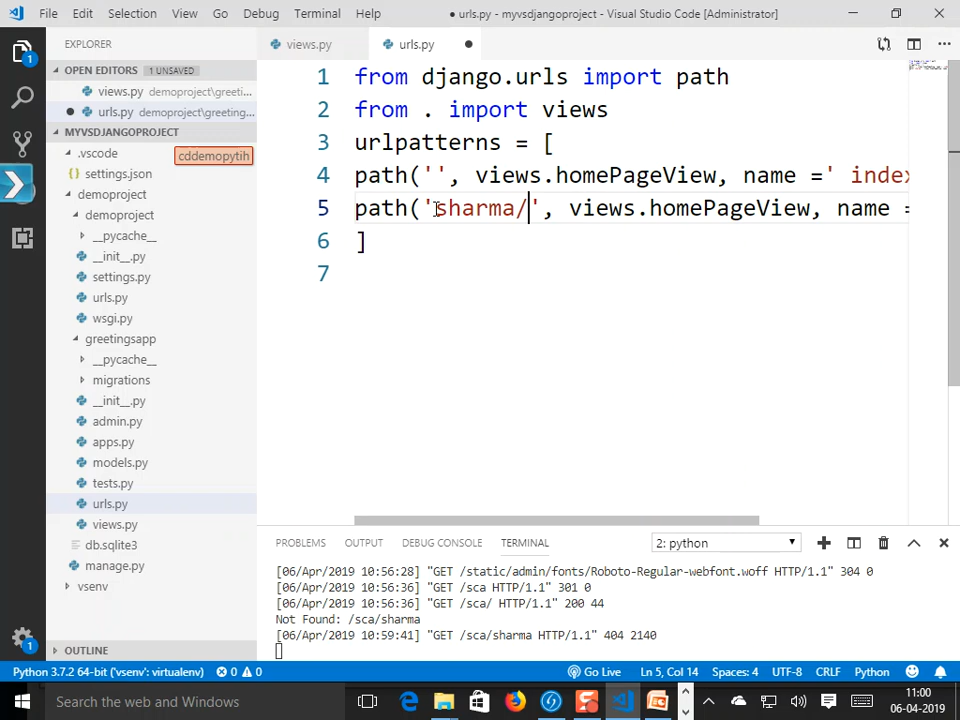 File Edit Selection View Go Debug Terminal Help
● urls.py - myvsdjangoproject - Visual Studio Code [Administrator]
EXPLORER
OPEN EDITORS 1 UNSAVED
views.py demoproject\greeti...
urls.py demoproject\greeting...
MYVSDJANGOPROJECT
.vscode
cddemopytih
settings.json
demoproject
demoproject
__pycache__
__init__.py
settings.py
urls.py
wsgi.py
greetingsapp
__pycache__
migrations
__init__.py
admin.py
apps.py
models.py
tests.py
urls.py
views.py
db.sqlite3
manage.py
vsenv
OUTLINE
views.py urls.py
1 from django.urls import path
2 from . import views
3 urlpatterns = [
4 path('', views.homePageView, name =' index
5 path('sharma/', views.homePageView, name =
6 ]
7
PROBLEMS OUTPUT DEBUG CONSOLE TERMINAL 2: python
[06/Apr/2019 10:56:28] "GET /static/admin/fonts/Roboto-Regular-webfont.woff HTTP/1.1" 304 0
[06/Apr/2019 10:56:36] "GET /sca HTTP/1.1" 301 0
[06/Apr/2019 10:56:36] "GET /sca/ HTTP/1.1" 200 44
Not Found: /sca/sharma
[06/Apr/2019 10:59:41] "GET /sca/sharma HTTP/1.1" 404 2140
Python 3.7.2 64-bit ('vsenv': virtualenv) 0 0 Go Live Ln 5, Col 14 Spaces: 4 UTF-8 CRLF Python 1
Search the web and Windows
11:00
06-04-2019